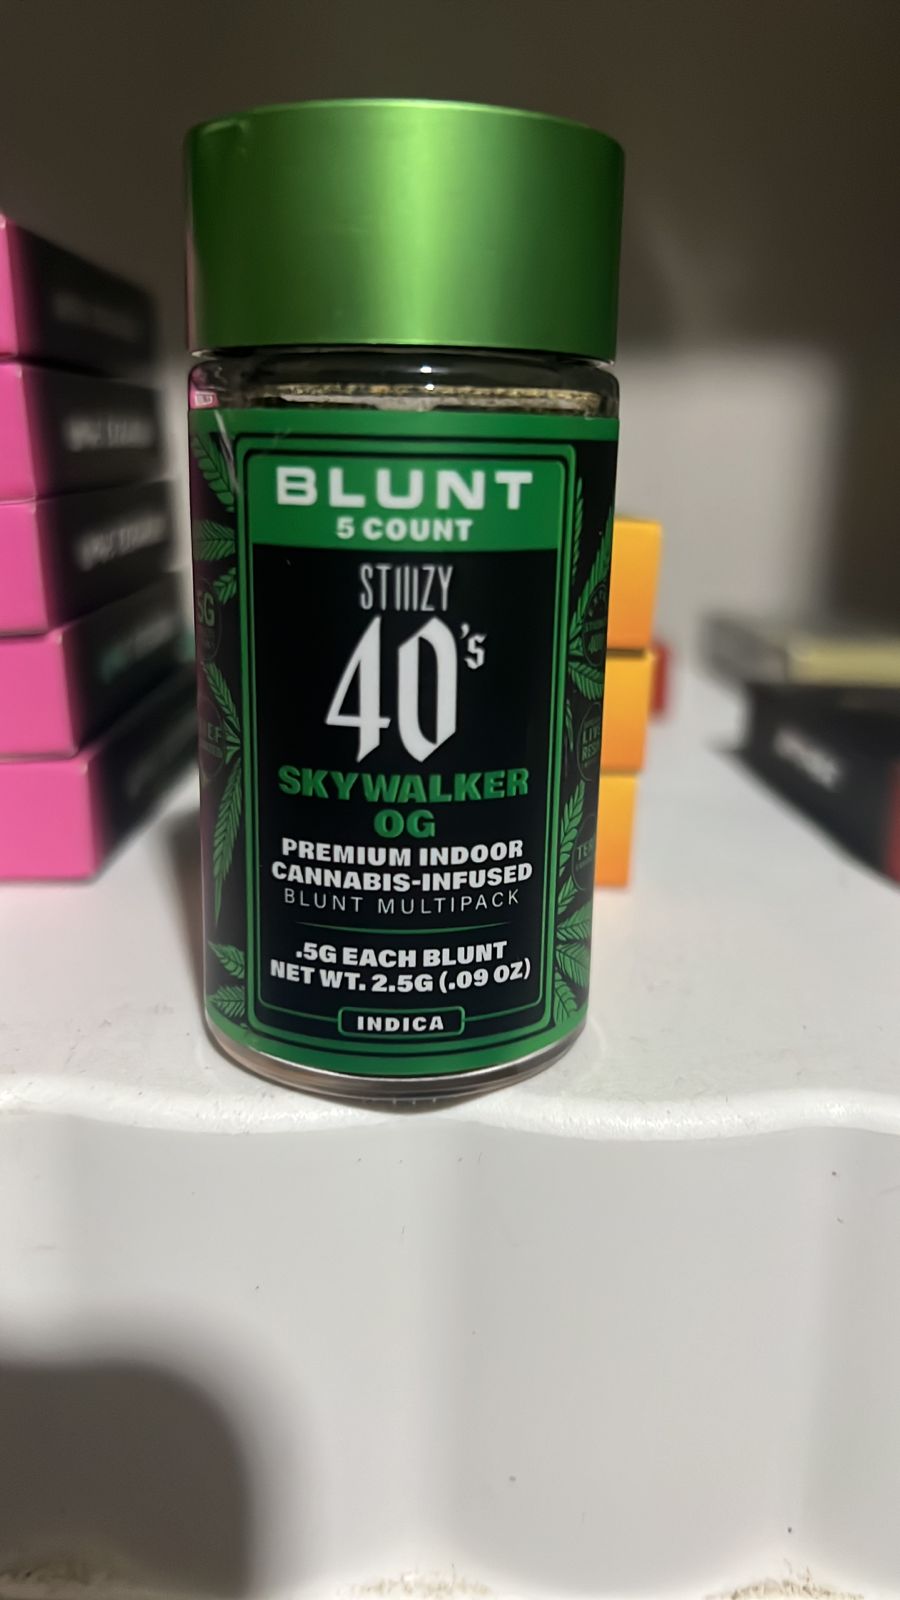 BLUNT
5 COUNT
STIIIZY
40's
SKYWALKER
OG
PREMIUM INDOOR
CANNABIS-INFUSED
BLUNT MULTIPACK
.5G EACH BLUNT
NET WT. 2.5G (.09 OZ)
INDICA
5G